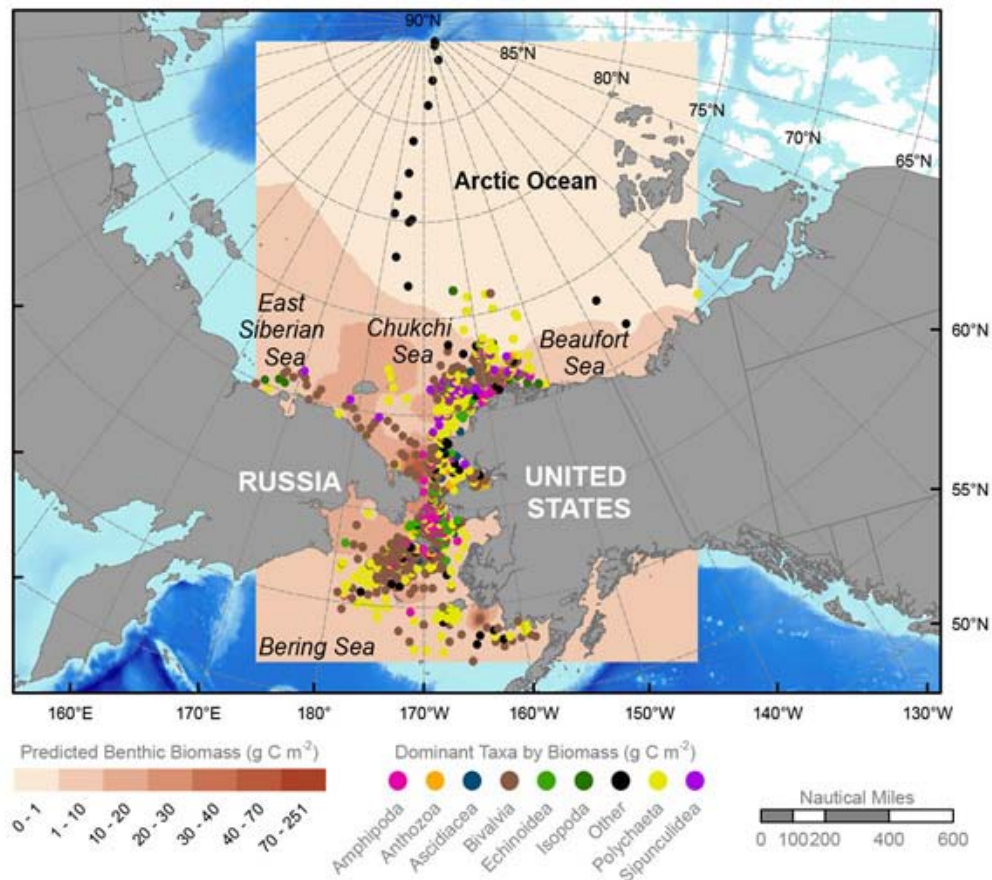 90°N
85°N
80°N
75°N
70°N
65°N
Arctic Ocean
East
Siberian
Sea
Chukchi
Sea
Beaufort
Sea
60°N
RUSSIA
UNITED
STATES
55°N
Bering Sea
50°N
160°E 170°E 180° 170°W 160°W 150°W 140°W 130°W
Predicted Benthic Biomass (g C m⁻²)
0 - 1
1 - 10
10 - 20
20 - 30
30 - 40
40 - 70
70 - 251
Dominant Taxa by Biomass (g C m⁻²)
Amphipoda
Anthozoa
Ascidiacea
Bivalvia
Echinoidea
Isopoda
Other
Polychaeta
Sipunculidea
Nautical Miles
0 100 200 400 600